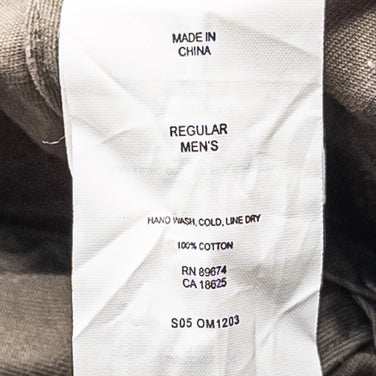 MADE IN
CHINA
REGULAR
MEN'S
HAND WASH, COLD, LINE DRY
100% COTTON
RN 89674
CA 18625
S05 OM1203